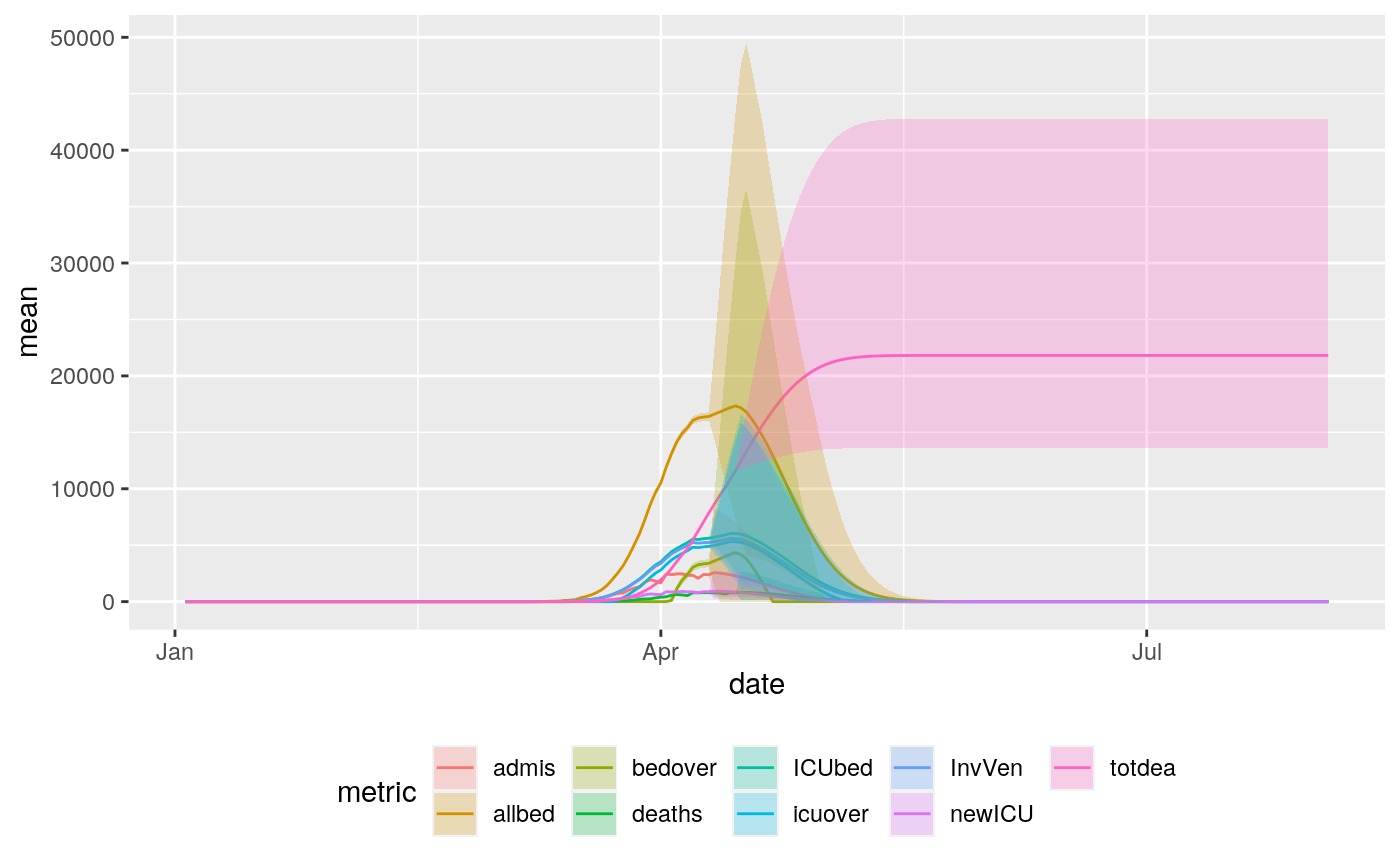 50000
40000
30000
20000
10000
0
mean
Jan Apr Jul
date
metric
admis bedover ICUbed InvVen totdea
allbed deaths icuover newICU